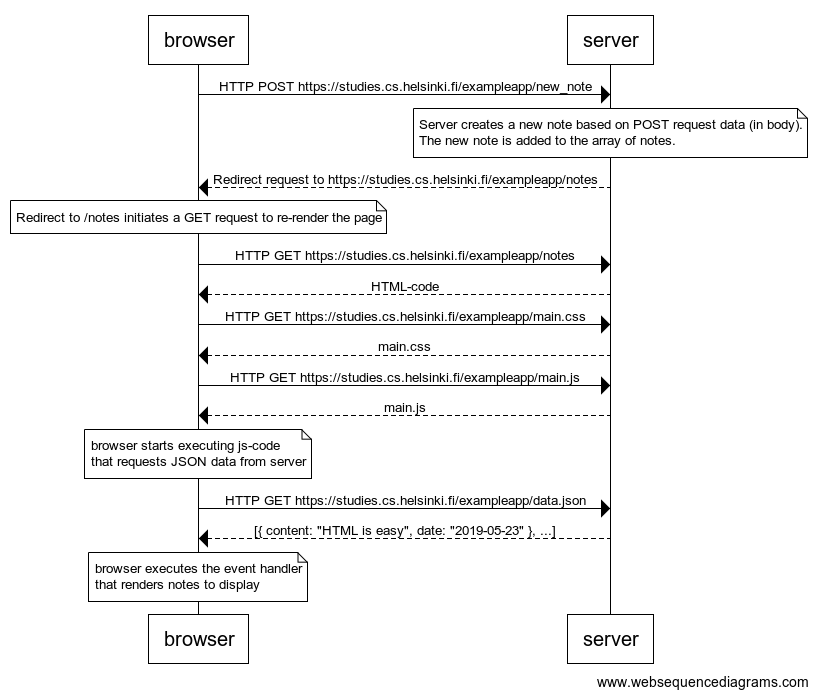 browser
server
HTTP POST https://studies.cs.helsinki.fi/exampleapp/new_note
Server creates a new note based on POST request data (in body).
The new note is added to the array of notes.
Redirect request to https://studies.cs.helsinki.fi/exampleapp/notes
Redirect to /notes initiates a GET request to re-render the page
HTTP GET https://studies.cs.helsinki.fi/exampleapp/notes
HTML-code
HTTP GET https://studies.cs.helsinki.fi/exampleapp/main.css
main.css
HTTP GET https://studies.cs.helsinki.fi/exampleapp/main.js
main.js
browser starts executing js-code
that requests JSON data from server
HTTP GET https://studies.cs.helsinki.fi/exampleapp/data.json
[{ content: "HTML is easy", date: "2019-05-23" }, ...]
browser executes the event handler
that renders notes to display
browser
server
www.websequencediagrams.com